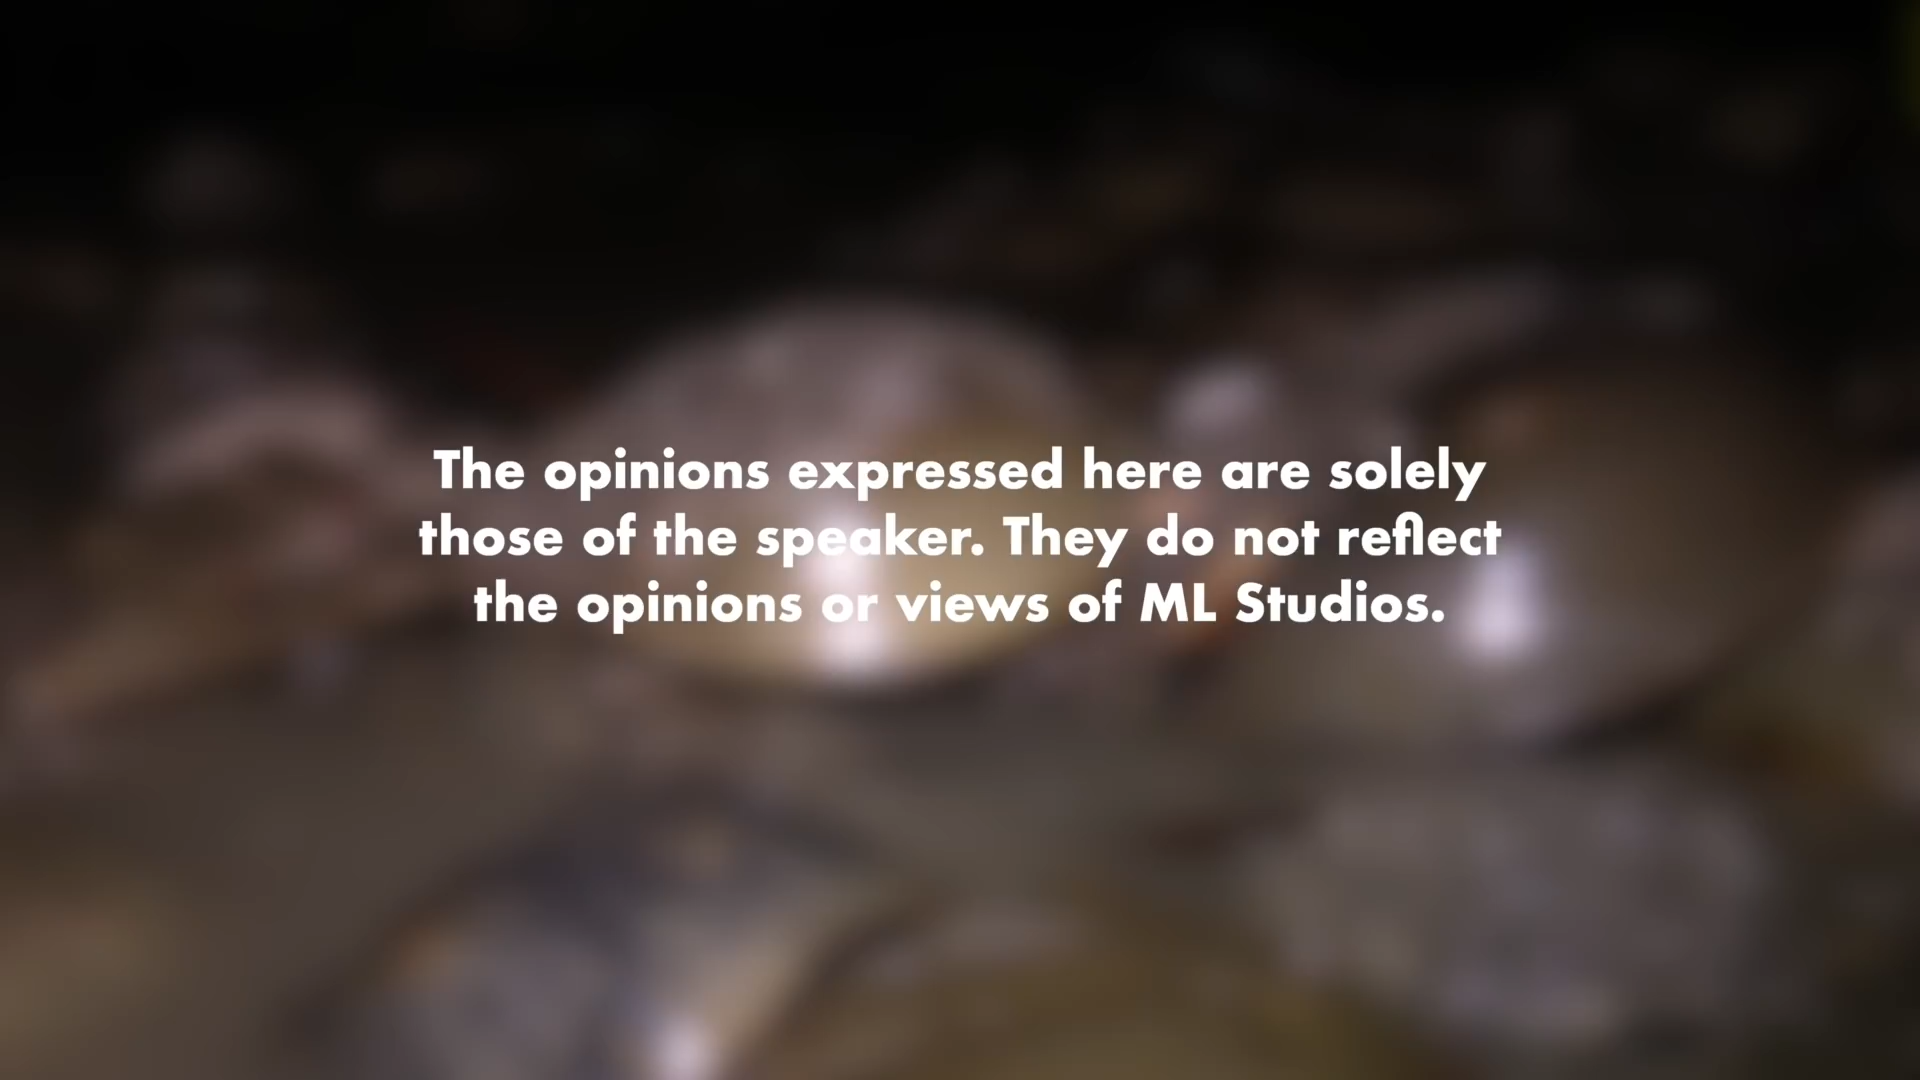 The opinions expressed here are solely
those of the speaker. They do not reflect
the opinions or views of ML Studios.